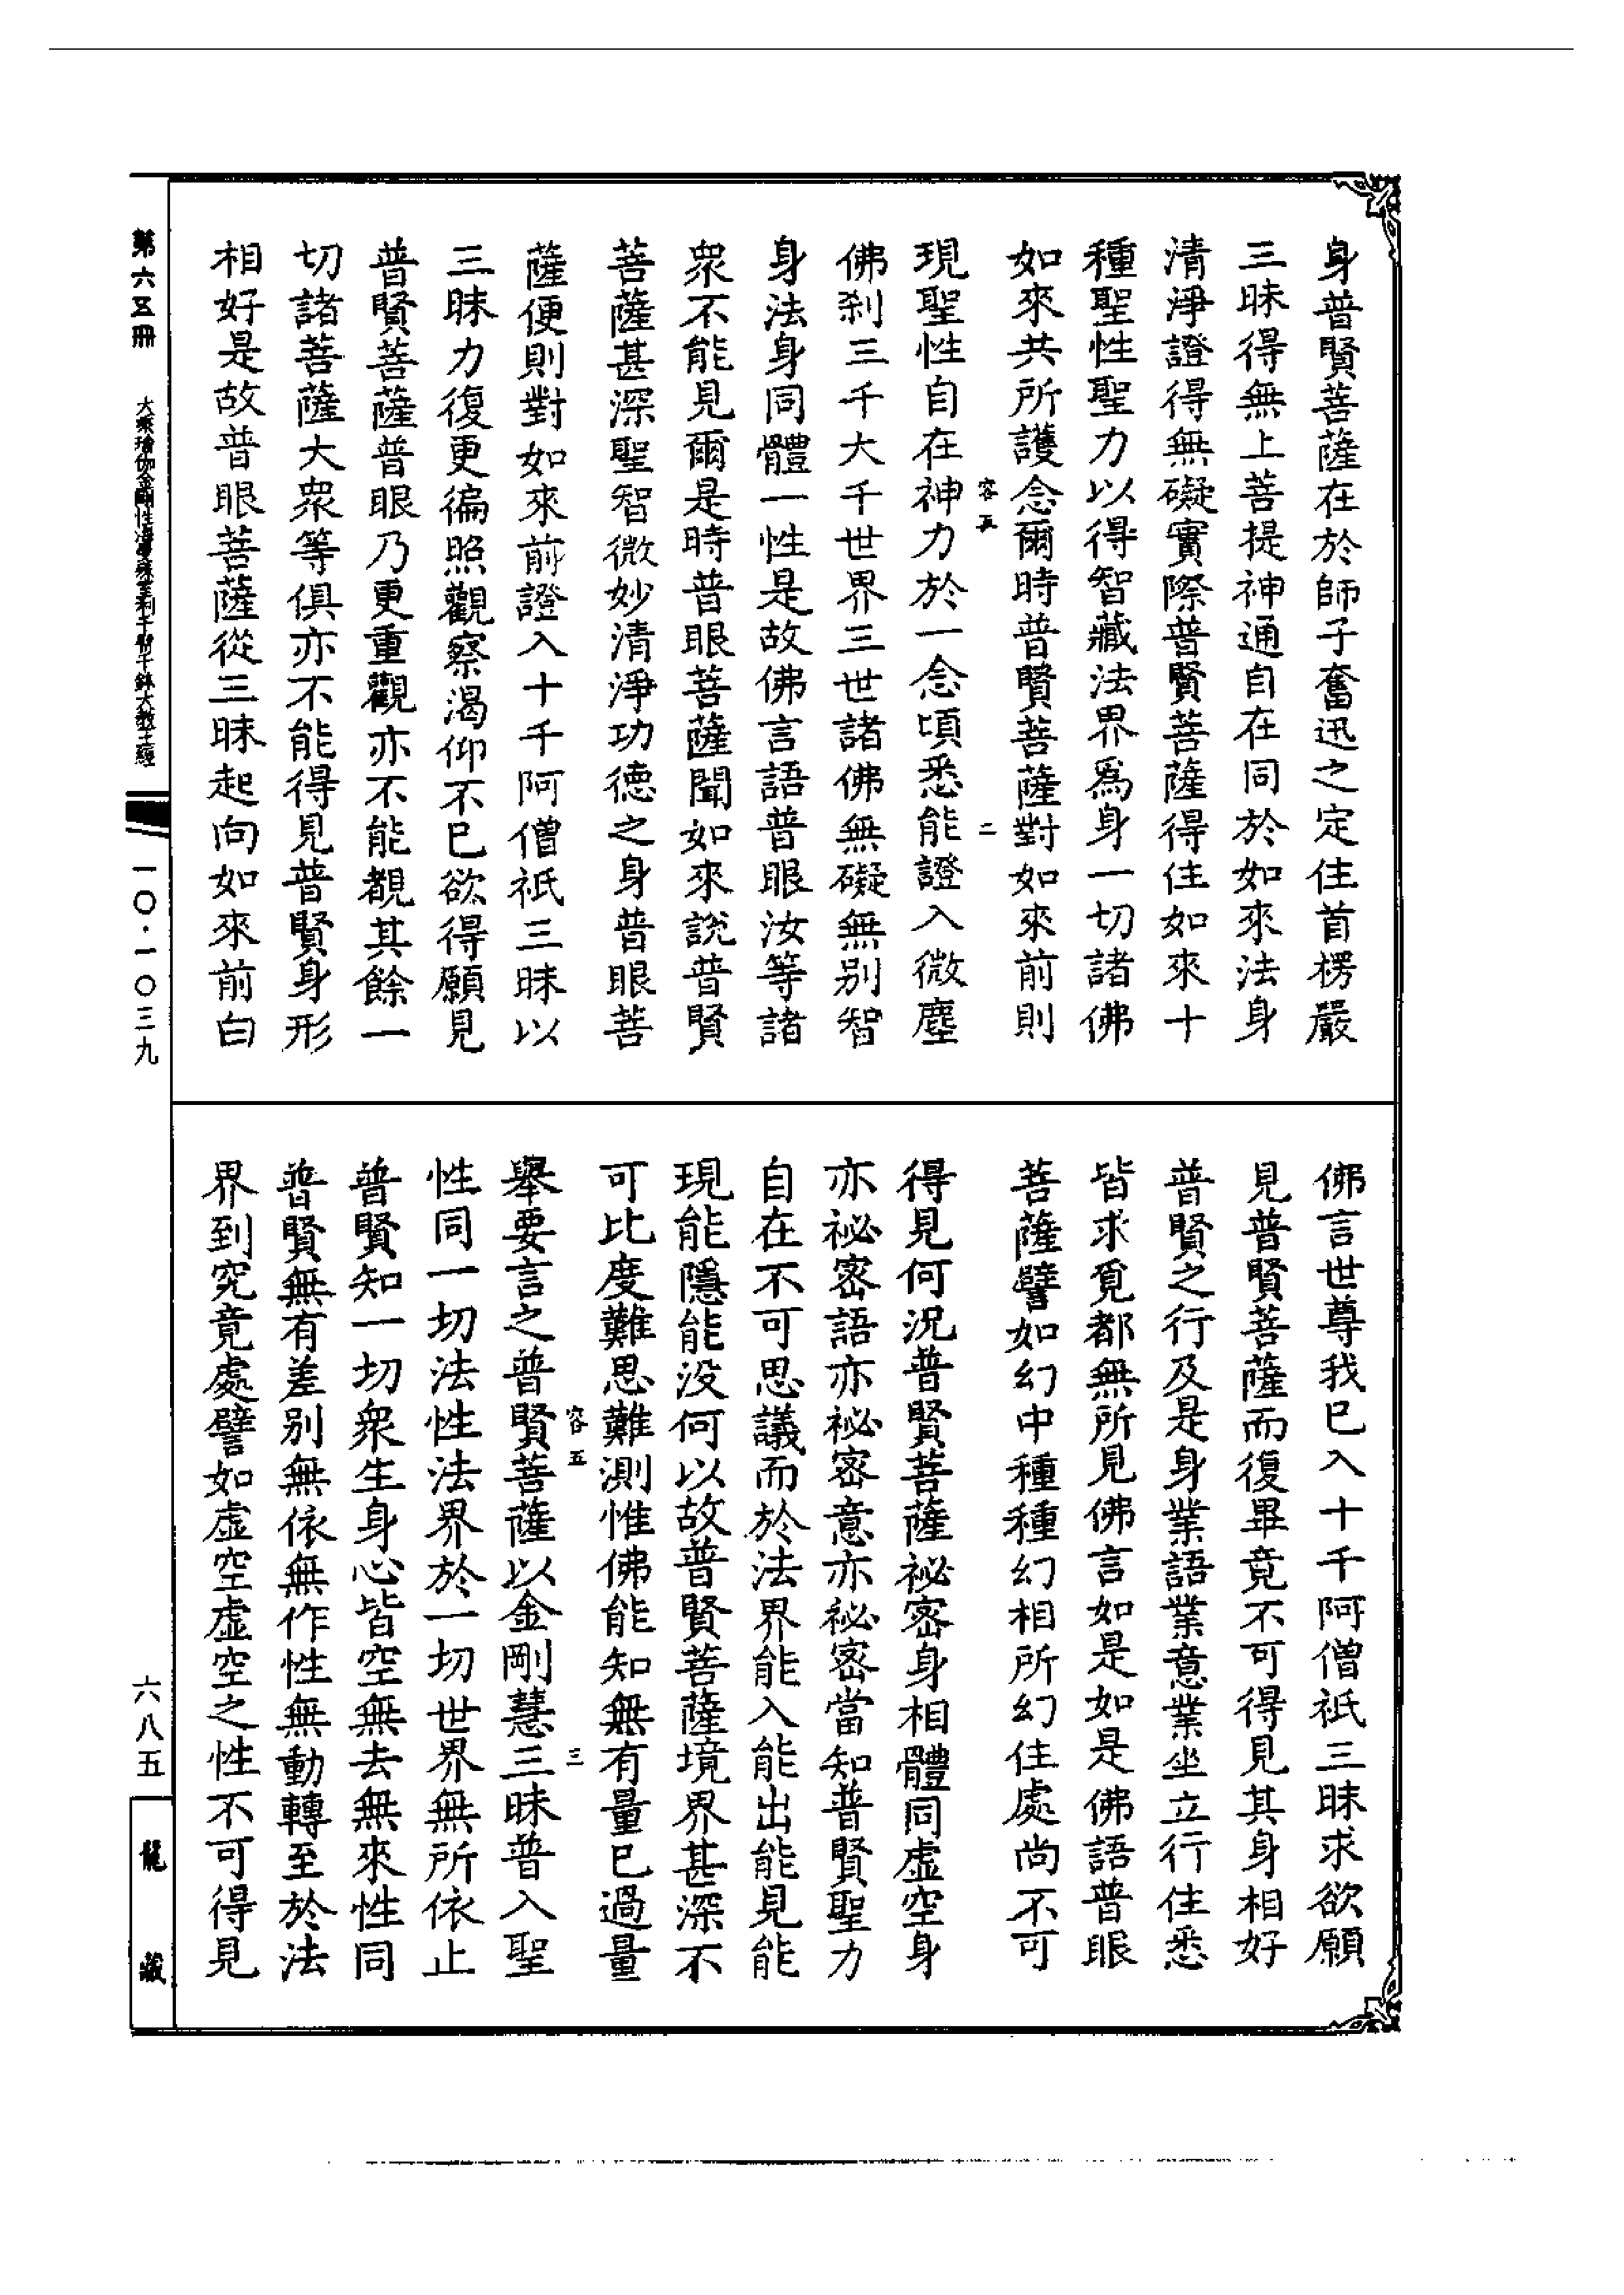 身普賢菩薩在於師子奮迅之定住首楞嚴
三昧得無上菩提神通自在同於如來法身
清淨證得無礙實際普賢菩薩得住如來十
種聖性聖力以得智藏法界爲身一切諸佛
如來共所護念爾時普賢菩薩對如來前則
容五 二
現聖性自在神力於一念頃悉能證入微塵
佛剎三千大千世界三世諸佛無礙無別智
身法身同體一性是故佛言語普眼汝等諸
衆不能見爾是時普眼菩薩聞如來說普賢
菩薩甚深聖智微妙清淨功德之身普眼菩
薩便則對如來前證入十千阿僧祇三昧以
三昧力復更徧照觀察渴仰不已欲得願見
普賢菩薩普眼乃更重觀亦不能覩其餘一
切諸菩薩大衆等俱亦不能得見普賢身形
相好是故普眼菩薩從三昧起向如來前白
佛言世尊我已入十千阿僧祇三昧求欲願
見普賢菩薩而復畢竟不可得見其身相好
普賢之行及是身業語業意業坐立行住悉
皆求覓都無所見佛言如是如是佛語普眼
菩薩譬如幻中種種幻相所幻住處尚不可
得見何況普賢菩薩祕密身相體同虛空身
亦祕密語亦祕密意亦祕密當知普賢聖力
自在不可思議而於法界能入能出能見能
現能隱能沒何以故普賢菩薩境界甚深不
可比度難思難測惟佛能知無有量已過量
容五 三
舉要言之普賢菩薩以金剛慧三昧普入聖
性同一切法性法界於一切世界無所依止
普賢知一切衆生身心皆空無去無來性同
普賢無有差別無依無作性無動轉至於法
界到究竟處譬如虛空虛空之性不可得見
第六五冊 大乘瑜伽金剛性海曼殊室利千臂千鉢大教王經 一〇·一〇三九 六八五 龍藏